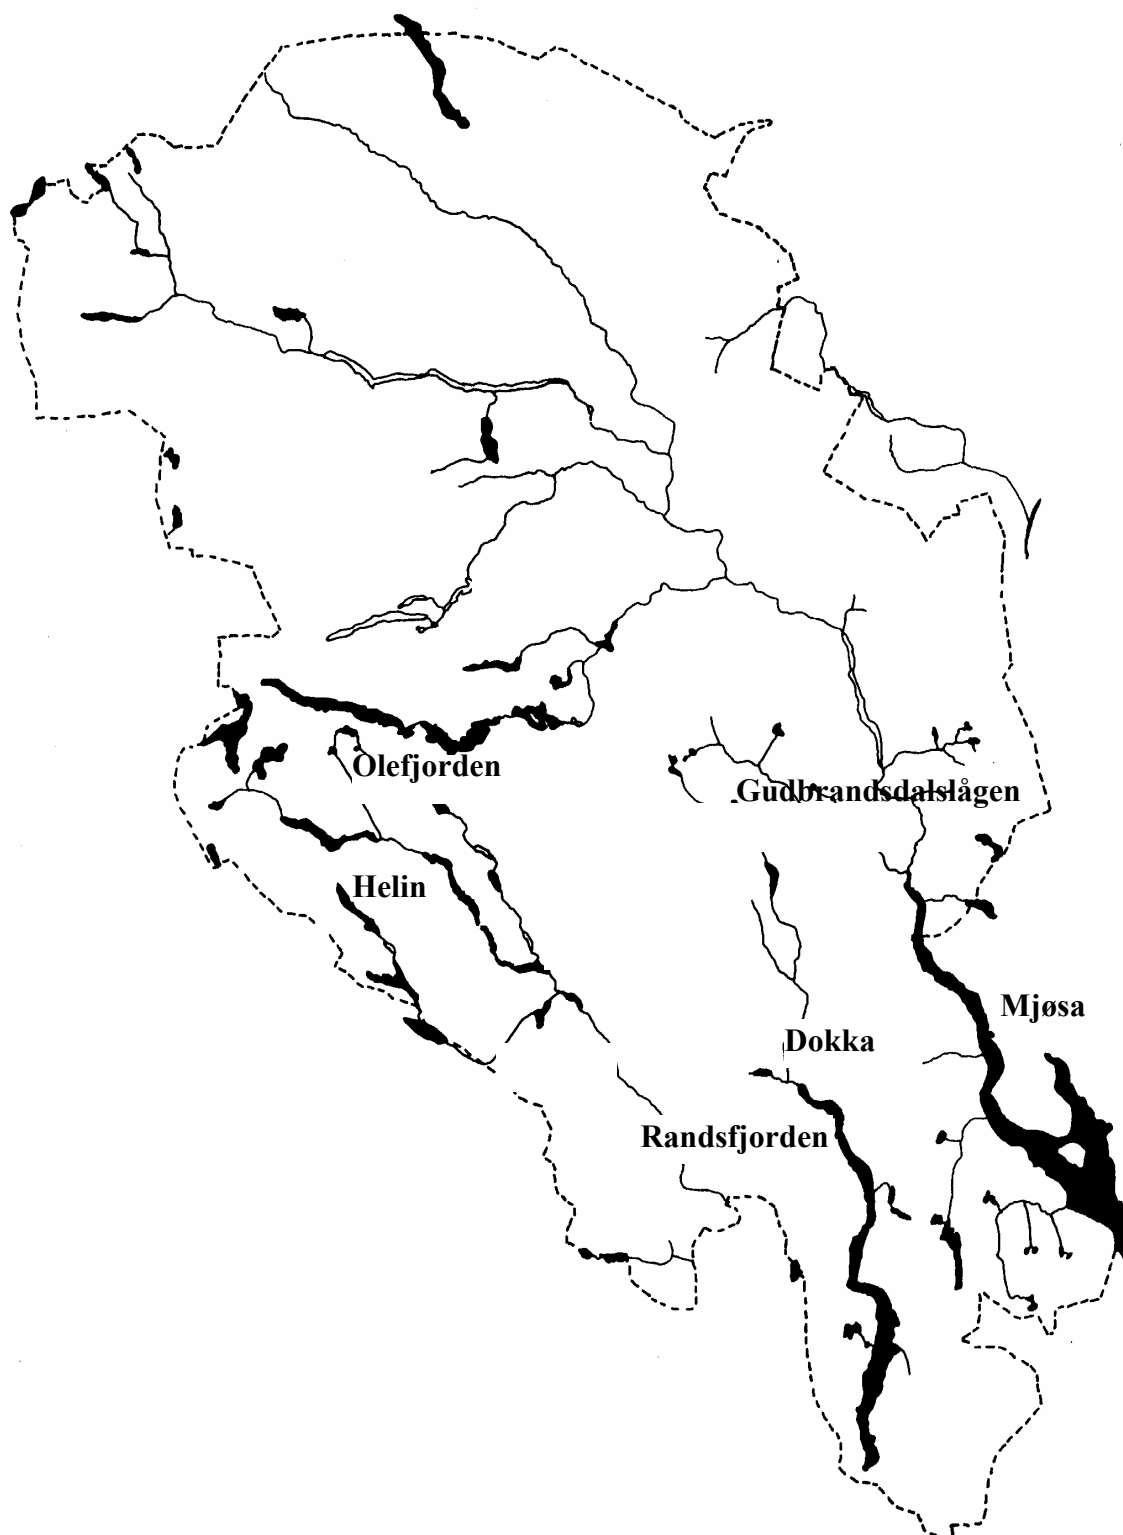 Olefjorden
Gudbrandsdalslågen
Helin
Mjøsa
Dokka
Randsfjorden